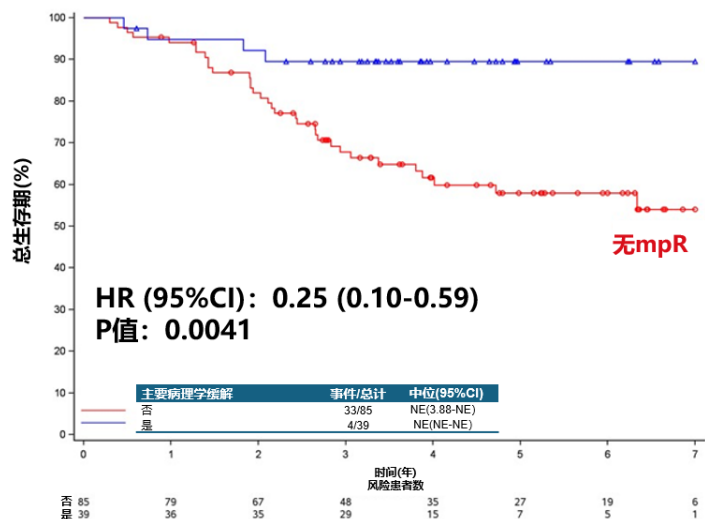 100
90
80
70
60
50
40
30
20
10
0
总生存期(%)
无mpR
HR (95%CI)：0.25 (0.10-0.59)
P值：0.0041
主要病理学缓解 事件/总计 中位(95%CI)
否 33/85 NE(3.88-NE)
是 4/39 NE(NE-NE)
0 1 2 3 4 5 6 7
时间(年)
风险患者数
否 85 79 67 48 35 27 19 6
是 39 36 35 29 15 7 5 1